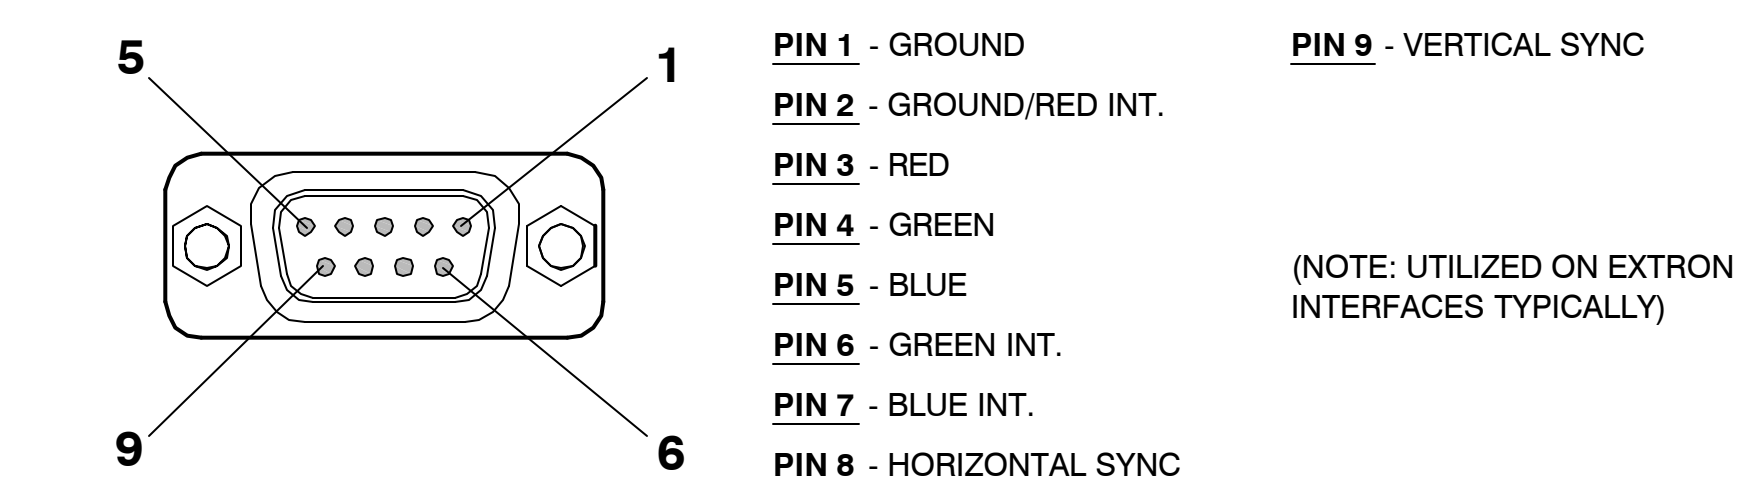 5
1
9
6
PIN 1 - GROUND
PIN 2 - GROUND/RED INT.
PIN 3 - RED
PIN 4 - GREEN
PIN 5 - BLUE
PIN 6 - GREEN INT.
PIN 7 - BLUE INT.
PIN 8 - HORIZONTAL SYNC
PIN 9 - VERTICAL SYNC
(NOTE: UTILIZED ON EXTRON
INTERFACES TYPICALLY)